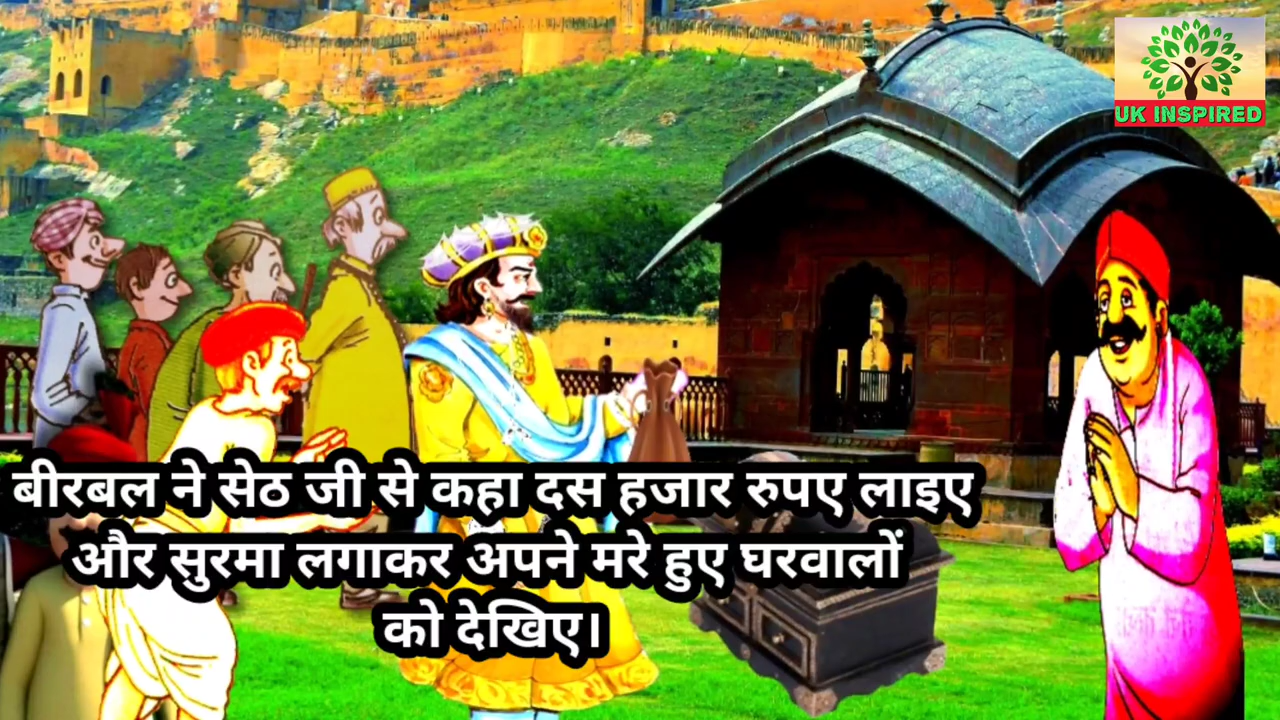 UK INSPIRED
बीरबल ने सेठ जी से कहा दस हजार रुपए लाइए
और सुरमा लगाकर अपने मरे हुए घरवालों
को देखिए।